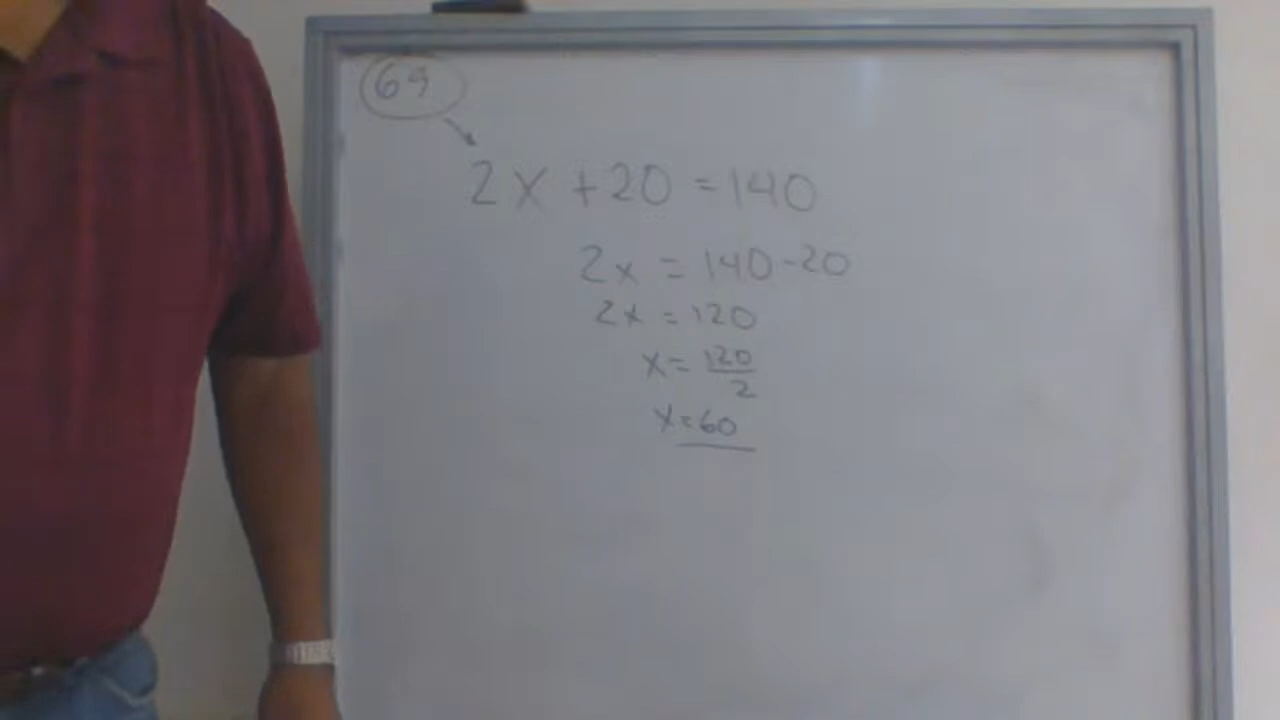 69
2x + 20 = 140
2x = 140 - 20
2x = 120
x = 120/2
x = 60